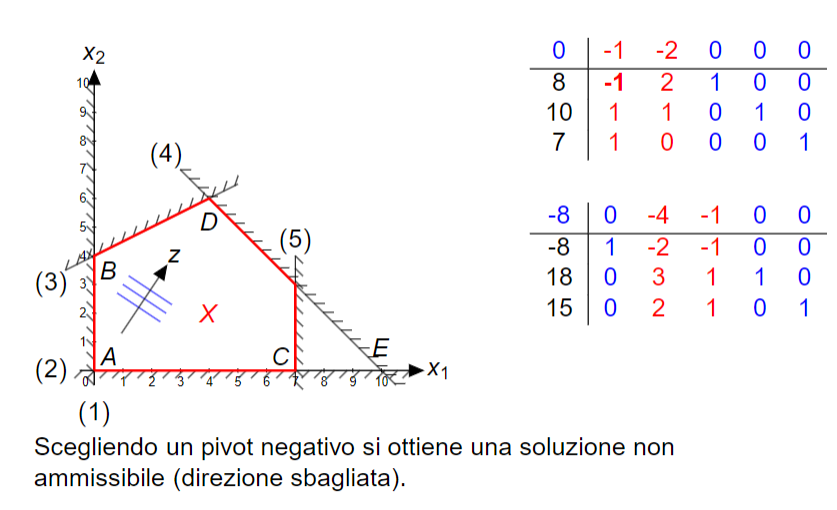 x2
10
9
8
7
6
5
4
3
2
1
0
1 2 3 4 5 6 7 8 9 10
x1
(1)
(2)
(3)
(4)
(5)
A
B
C
D
E
X
z
0 -1 -2 0 0 0
8 -1 2 1 0 0
10 1 1 0 1 0
7 1 0 0 0 1
-8 0 -4 -1 0 0
-8 1 -2 -1 0 0
18 0 3 1 1 0
15 0 2 1 0 1
Scegliendo un pivot negativo si ottiene una soluzione non
ammissibile (direzione sbagliata).